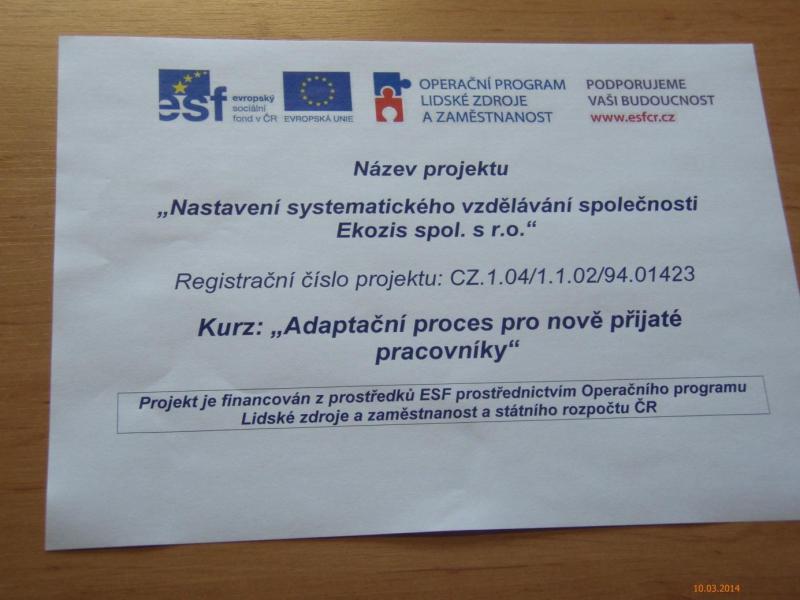 esf evropský
sociální
fond v ČR
EVROPSKÁ UNIE
OPERAČNÍ PROGRAM
LIDSKÉ ZDROJE
A ZAMĚSTNANOST
PODPORUJEME
VAŠI BUDOUCNOST
www.esfcr.cz
Název projektu
„Nastavení systematického vzdělávání společnosti
Ekozis spol. s r.o.“
Registrační číslo projektu: CZ.1.04/1.1.02/94.01423
Kurz: „Adaptační proces pro nově přijaté
pracovníky“
Projekt je financován z prostředků ESF prostřednictvím Operačního programu
Lidské zdroje a zaměstnanost a státního rozpočtu ČR
10.03.2014